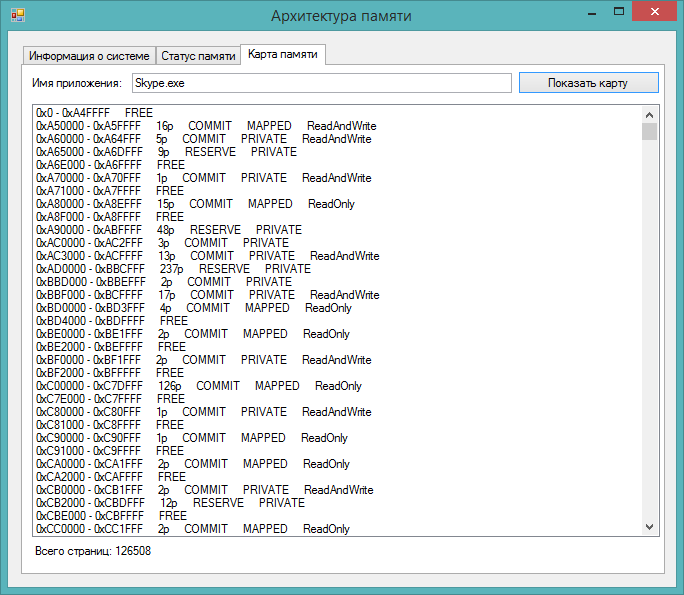 Архитектура памяти
Информация о системе Статус памяти Карта памяти
Имя приложения: Skype.exe Показать карту
0x0 - 0xA4FFFF FREE
0xA50000 - 0xA5FFFF 16p COMMIT MAPPED ReadAndWrite
0xA60000 - 0xA64FFF 5p COMMIT PRIVATE ReadAndWrite
0xA65000 - 0xA6DFFF 9p RESERVE PRIVATE
0xA6E000 - 0xA6FFFF FREE
0xA70000 - 0xA70FFF 1p COMMIT PRIVATE ReadAndWrite
0xA71000 - 0xA7FFFF FREE
0xA80000 - 0xA8EFFF 15p COMMIT MAPPED ReadOnly
0xA8F000 - 0xA8FFFF FREE
0xA90000 - 0xABFFFF 48p RESERVE PRIVATE
0xAC0000 - 0xAC2FFF 3p COMMIT PRIVATE
0xAC3000 - 0xACFFFF 13p COMMIT PRIVATE ReadAndWrite
0xAD0000 - 0xBBCFFF 237p RESERVE PRIVATE
0xBBD000 - 0xBBEFFF 2p COMMIT PRIVATE
0xBBF000 - 0xBCFFFF 17p COMMIT PRIVATE ReadAndWrite
0xBD0000 - 0xBD3FFF 4p COMMIT MAPPED ReadOnly
0xBD4000 - 0xBDFFFF FREE
0xBE0000 - 0xBE1FFF 2p COMMIT MAPPED ReadOnly
0xBE2000 - 0xBEFFFF FREE
0xBF0000 - 0xBF1FFF 2p COMMIT PRIVATE ReadAndWrite
0xBF2000 - 0xBFFFFF FREE
0xC00000 - 0xC7DFFF 126p COMMIT MAPPED ReadOnly
0xC7E000 - 0xC7FFFF FREE
0xC80000 - 0xC80FFF 1p COMMIT PRIVATE ReadAndWrite
0xC81000 - 0xC8FFFF FREE
0xC90000 - 0xC90FFF 1p COMMIT MAPPED ReadOnly
0xC91000 - 0xC9FFFF FREE
0xCA0000 - 0xCA1FFF 2p COMMIT MAPPED ReadOnly
0xCA2000 - 0xCAFFFF FREE
0xCB0000 - 0xCB1FFF 2p COMMIT PRIVATE ReadAndWrite
0xCB2000 - 0xCBDFFF 12p RESERVE PRIVATE
0xCBE000 - 0xCBFFFF FREE
0xCC0000 - 0xCC1FFF 2p COMMIT MAPPED ReadOnly
Всего страниц: 126508